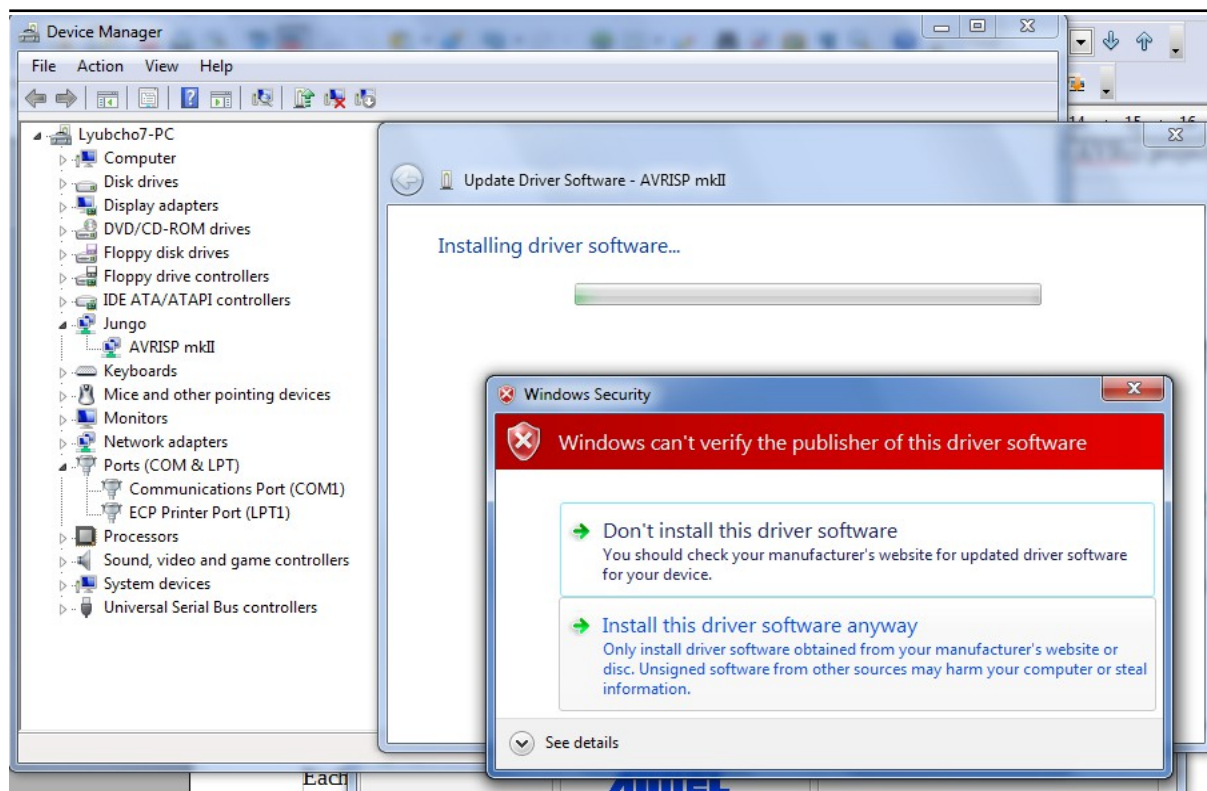 Device Manager
File Action View Help
Lyubcho7-PC
Computer
Disk drives
Display adapters
DVD/CD-ROM drives
Floppy disk drives
Floppy drive controllers
IDE ATA/ATAPI controllers
Jungo
AVRISP mkII
Keyboards
Mice and other pointing devices
Monitors
Network adapters
Ports (COM & LPT)
Communications Port (COM1)
ECP Printer Port (LPT1)
Processors
Sound, video and game controllers
System devices
Universal Serial Bus controllers
14 15 16
Update Driver Software - AVRISP mkII
Installing driver software...
Windows Security
Windows can't verify the publisher of this driver software
Don't install this driver software
You should check your manufacturer's website for updated driver software
for your device.
Install this driver software anyway
Only install driver software obtained from your manufacturer's website or
disc. Unsigned software from other sources may harm your computer or steal
information.
See details
Each